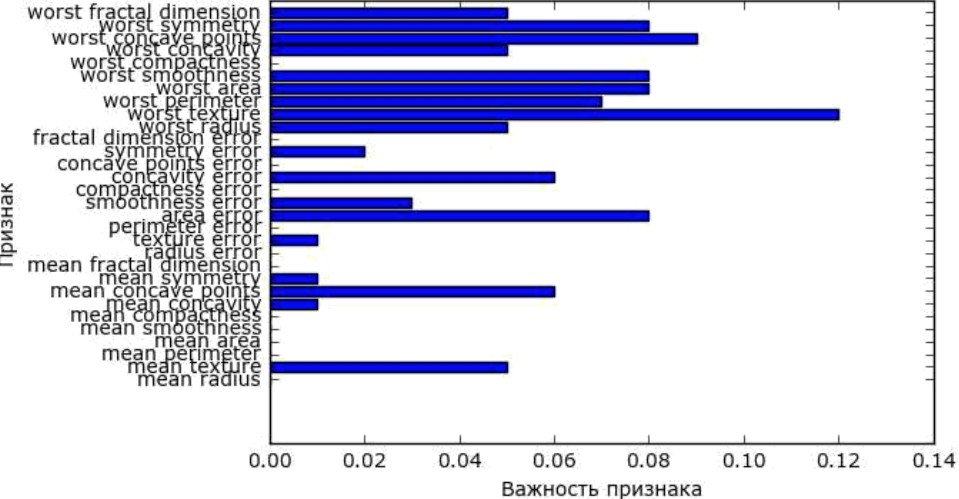 worst fractal dimension
worst symmetry
worst concave points
worst concavity
worst compactness
worst smoothness
worst area
worst perimeter
worst texture
worst radius
fractal dimension error
symmetry error
concave points error
concavity error
compactness error
smoothness error
area error
perimeter error
texture error
radius error
mean fractal dimension
mean symmetry
mean concave points
mean concavity
mean compactness
mean smoothness
mean area
mean perimeter
mean texture
mean radius
Признак
0.00 0.02 0.04 0.06 0.08 0.10 0.12 0.14
Важность признака